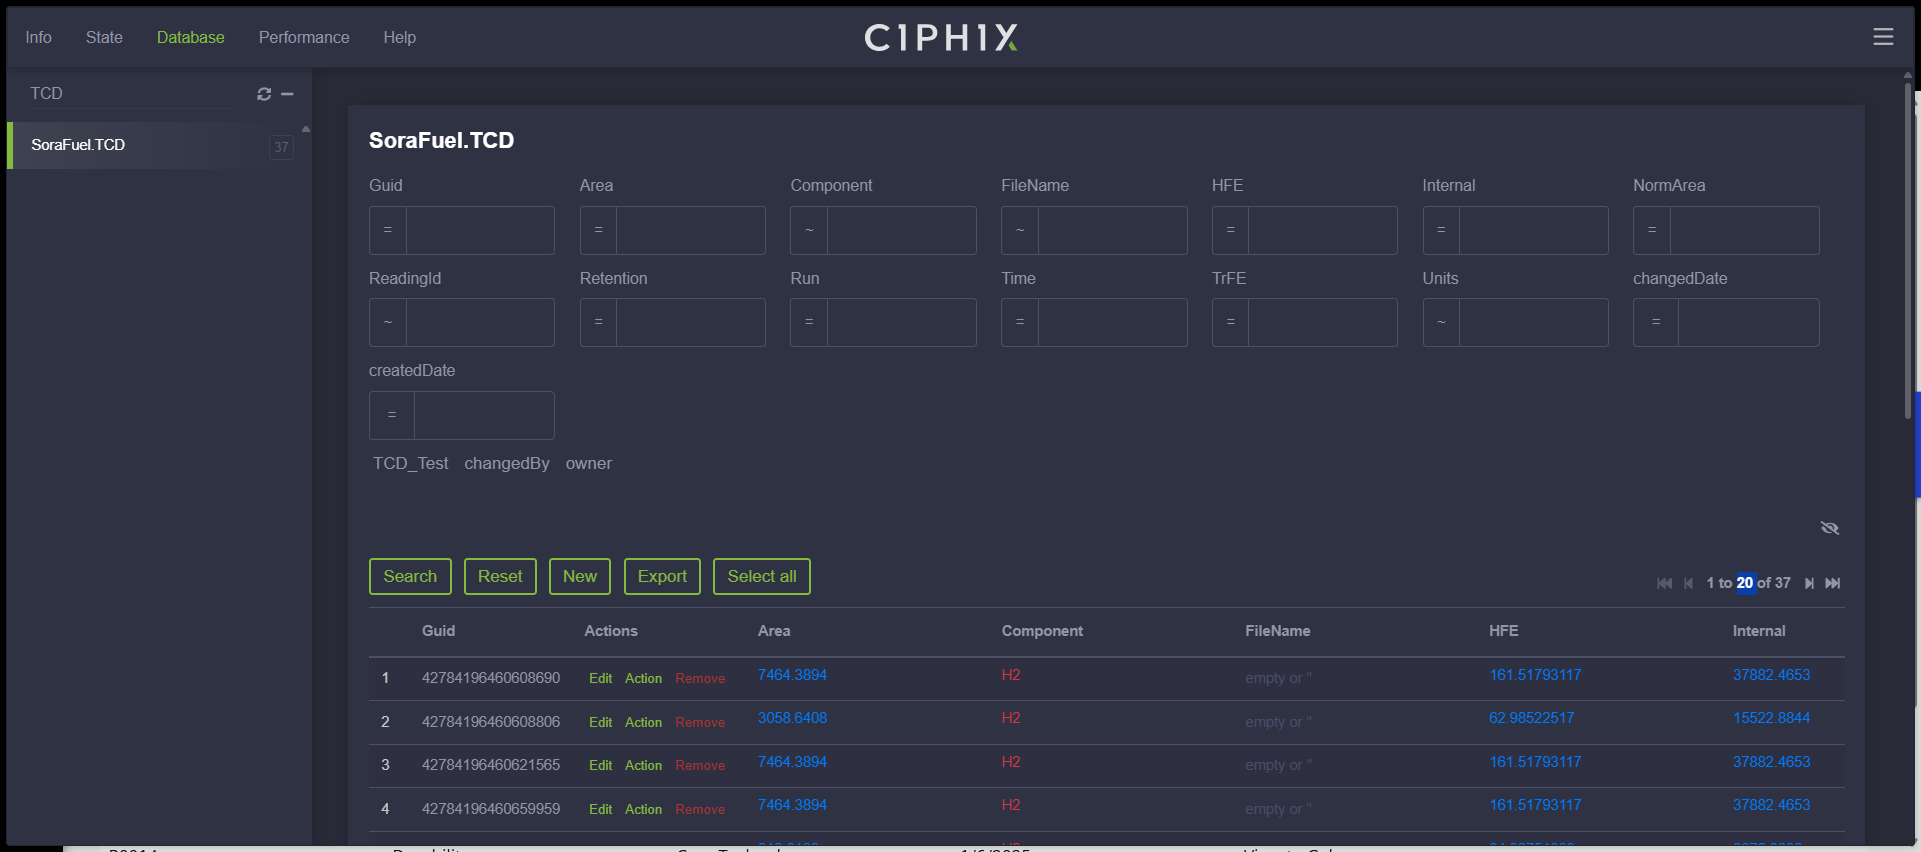 Info State Database Performance Help C1PH1X
TCD
SoraFuel.TCD 37
SoraFuel.TCD
Guid Area Component FileName HFE Internal NormArea
= = ~ ~ = = =
ReadingId Retention Run Time TrFE Units changedDate
~ = = = = ~ =
createdDate
=
TCD_Test changedBy owner
Search Reset New Export Select all 1 to 20 of 37
Guid Actions Area Component FileName HFE Internal
1 42784196460608690 Edit Action Remove 7464.3894 H2 empty or '' 161.51793117 37882.4653
2 42784196460608806 Edit Action Remove 3058.6408 H2 empty or '' 62.98522517 15522.8844
3 42784196460621565 Edit Action Remove 7464.3894 H2 empty or '' 161.51793117 37882.4653
4 42784196460659959 Edit Action Remove 7464.3894 H2 empty or '' 161.51793117 37882.4653